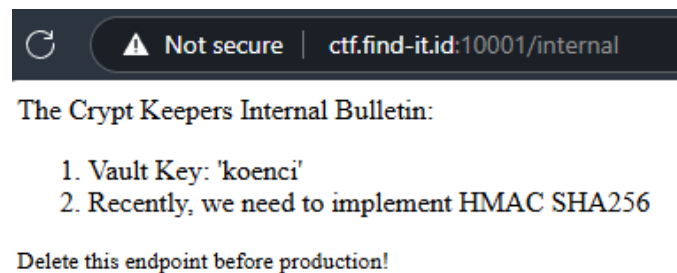 Not secure | ctf.find-it.id:10001/internal
The Crypt Keepers Internal Bulletin:
1. Vault Key: 'koenci'
2. Recently, we need to implement HMAC SHA256
Delete this endpoint before production!